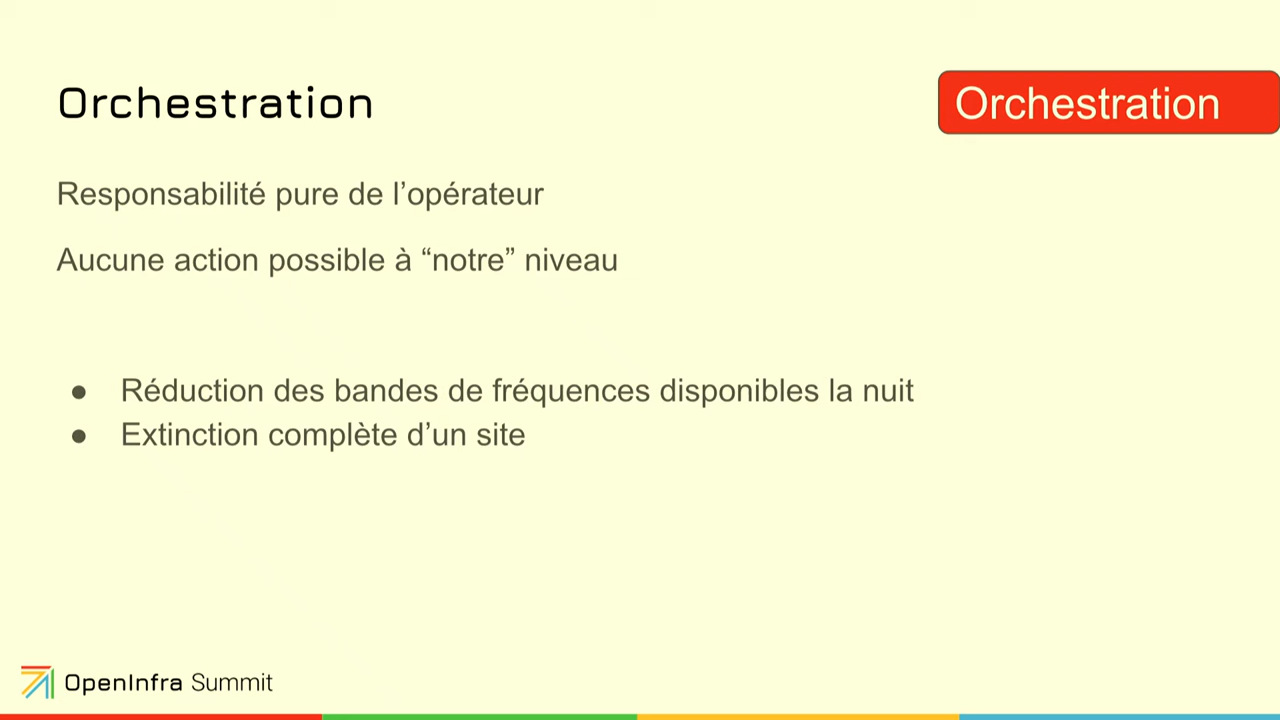 Orchestration
Orchestration
Responsabilité pure de l’opérateur
Aucune action possible à “notre” niveau
● Réduction des bandes de fréquences disponibles la nuit
● Extinction complète d’un site
OpenInfra Summit